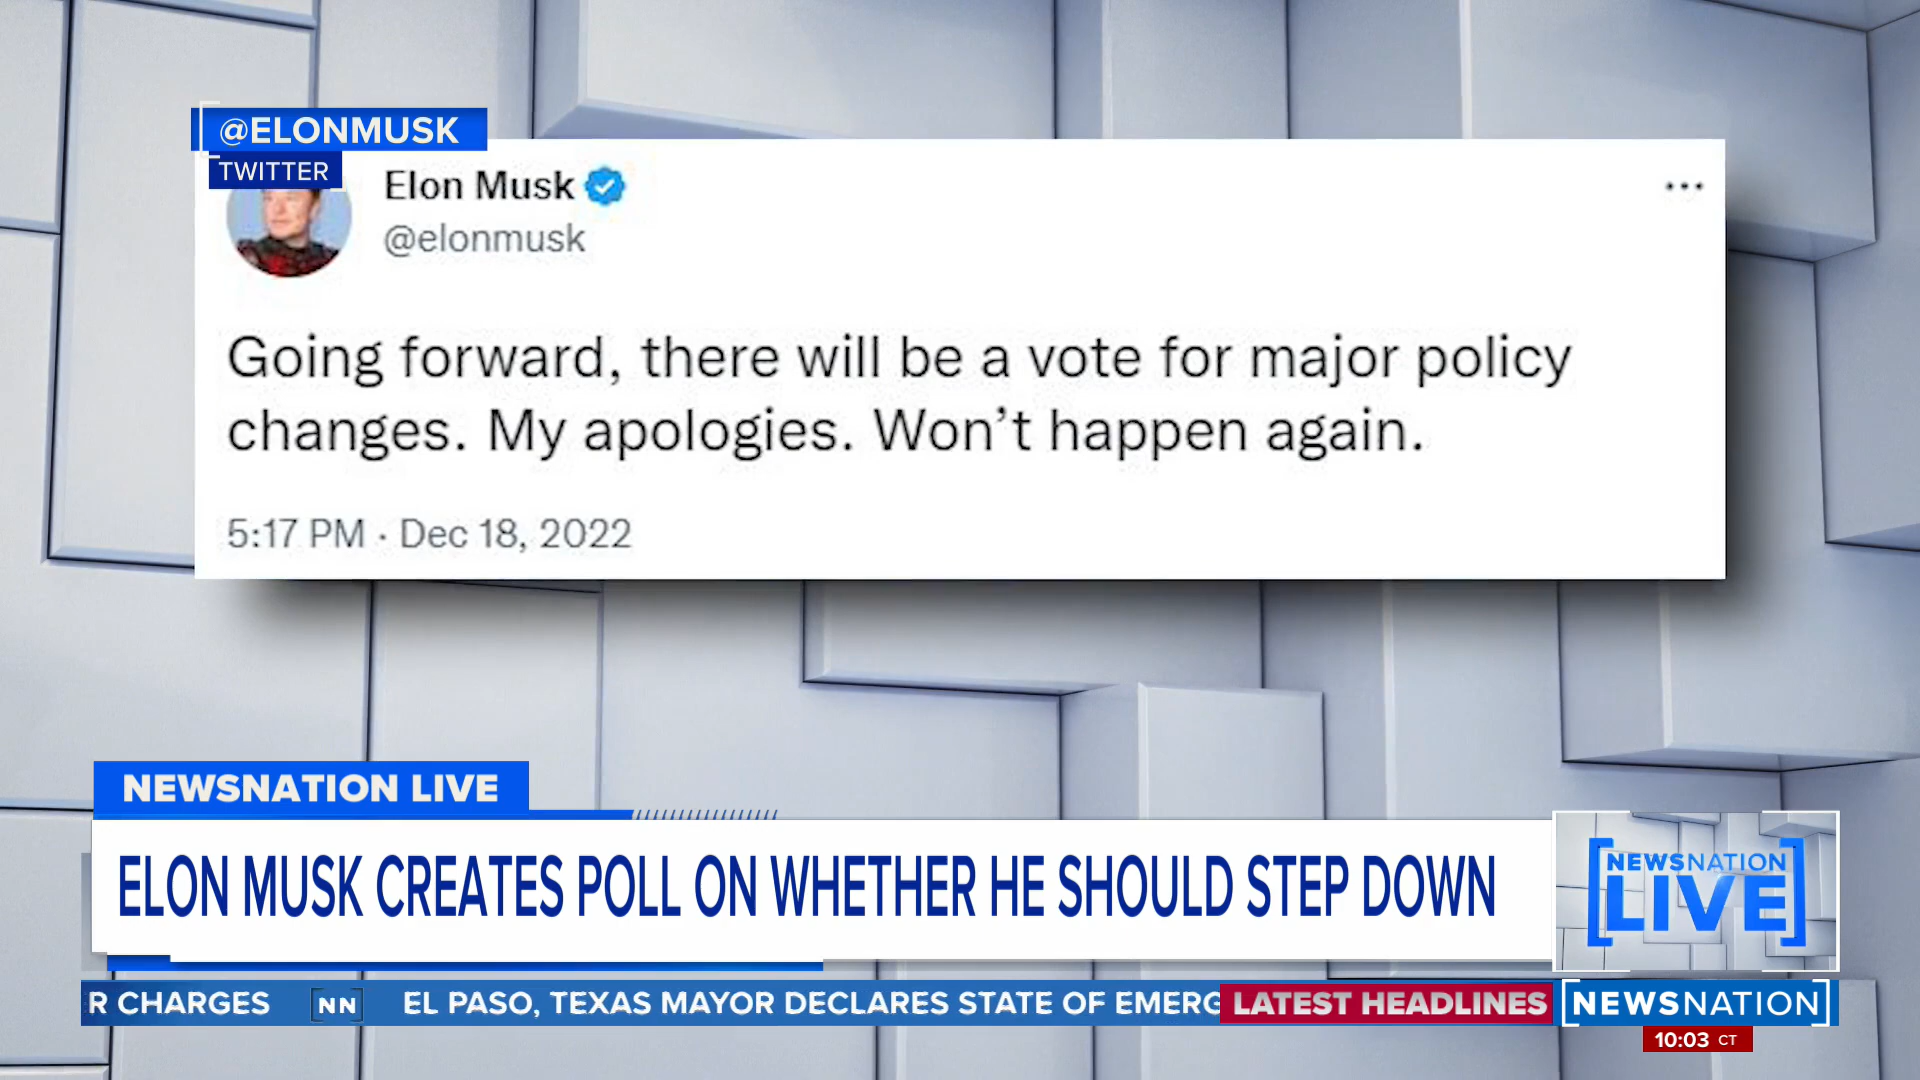 @ELONMUSK
TWITTER
Elon Musk
@elonmusk
Going forward, there will be a vote for major policy
changes. My apologies. Won’t happen again.
5:17 PM · Dec 18, 2022
NEWSNATION LIVE
ELON MUSK CREATES POLL ON WHETHER HE SHOULD STEP DOWN
NEWSNATION
LIVE
R CHARGES NN EL PASO, TEXAS MAYOR DECLARES STATE OF EMERG LATEST HEADLINES NEWSNATION
10:03 CT